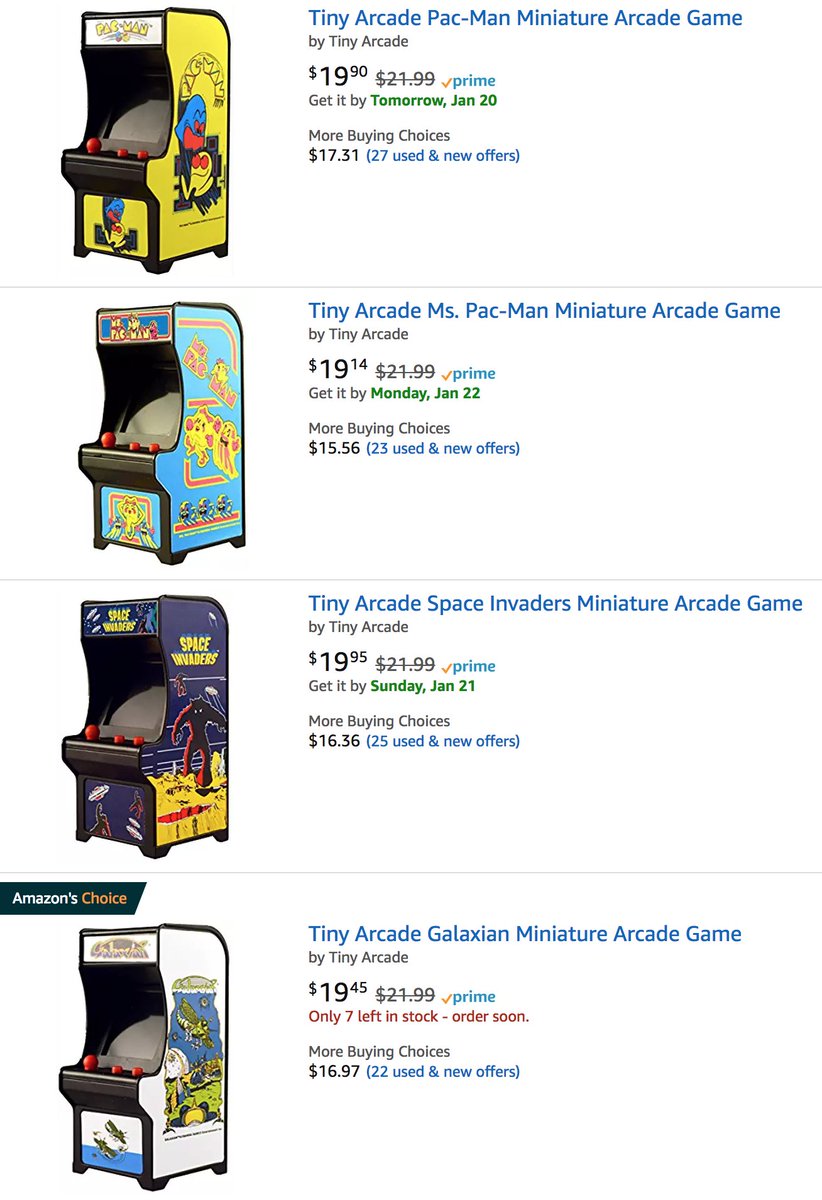 PAC-MAN
PAC-MAN
Tiny Arcade Pac-Man Miniature Arcade Game
by Tiny Arcade
$19 90 $21.99 prime
Get it by Tomorrow, Jan 20
More Buying Choices
$17.31 (27 used & new offers)
MS. PAC-MAN
MS. PAC-MAN
Tiny Arcade Ms. Pac-Man Miniature Arcade Game
by Tiny Arcade
$19 14 $21.99 prime
Get it by Monday, Jan 22
More Buying Choices
$15.56 (23 used & new offers)
SPACE
INVADERS
SPACE
INVADERS
Tiny Arcade Space Invaders Miniature Arcade Game
by Tiny Arcade
$19 95 $21.99 prime
Get it by Sunday, Jan 21
More Buying Choices
$16.36 (25 used & new offers)
Amazon's Choice
Galaxian
Galaxian
Tiny Arcade Galaxian Miniature Arcade Game
by Tiny Arcade
$19 45 $21.99 prime
Only 7 left in stock - order soon.
More Buying Choices
$16.97 (22 used & new offers)